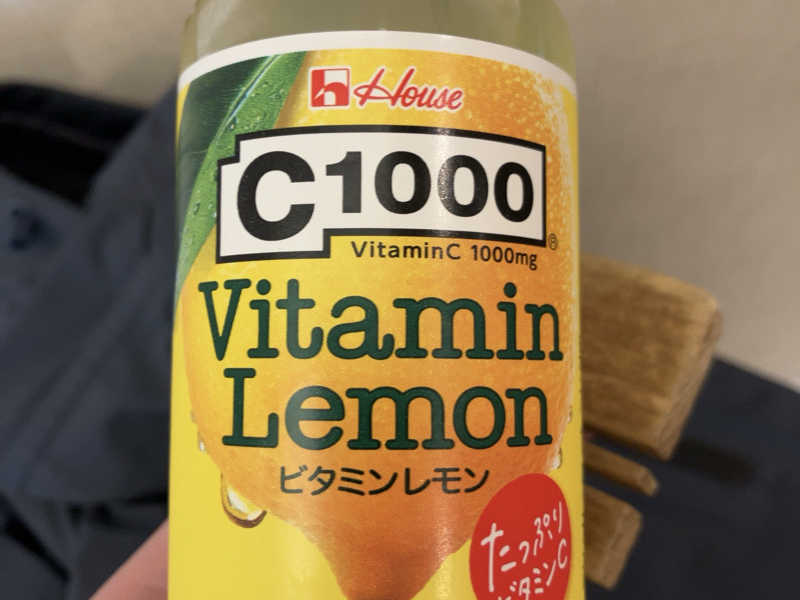 House
C1000
VitaminC 1000mg
®
Vitamin
Lemon
ビタミンレモン
たっぷり
ビタミンC